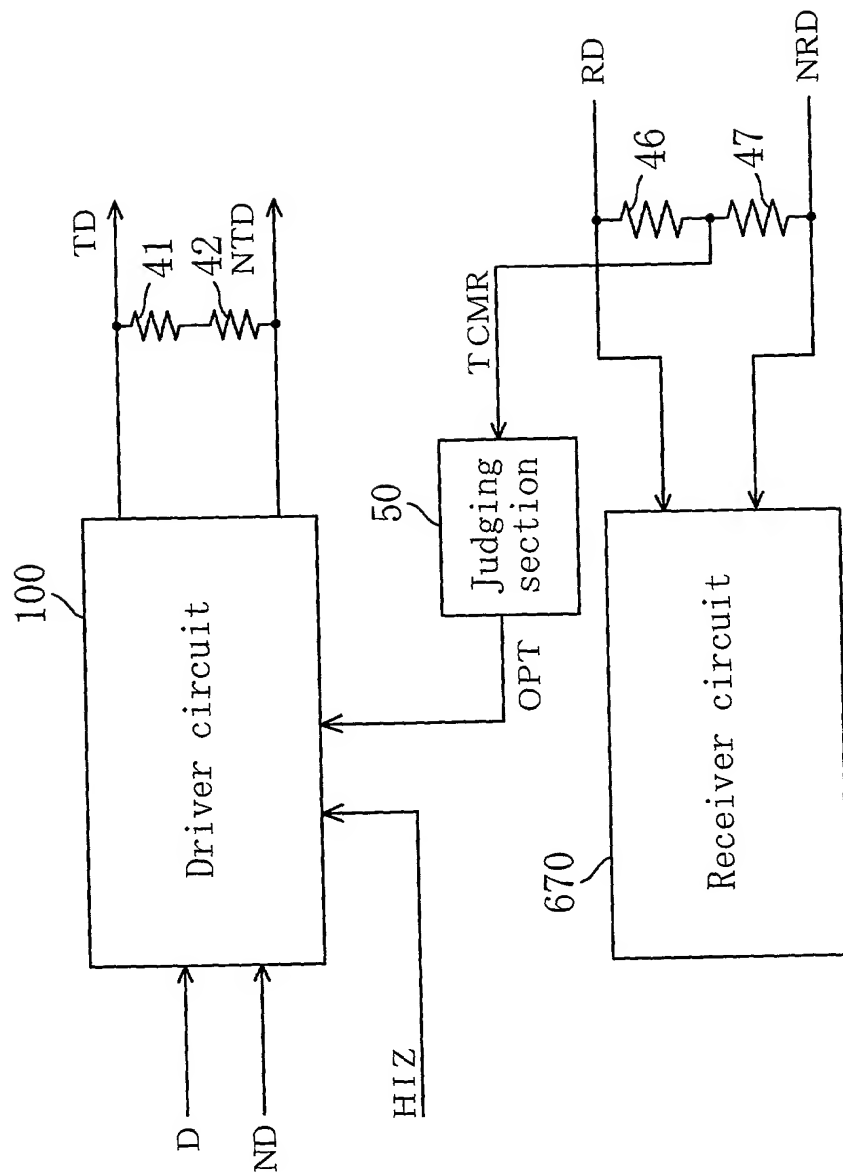 100
Driver circuit
D
ND
HIZ
TD
41
42
NTD
OPT
50
Judging
section
TCMR
RD
46
47
NRD
670
Receiver circuit